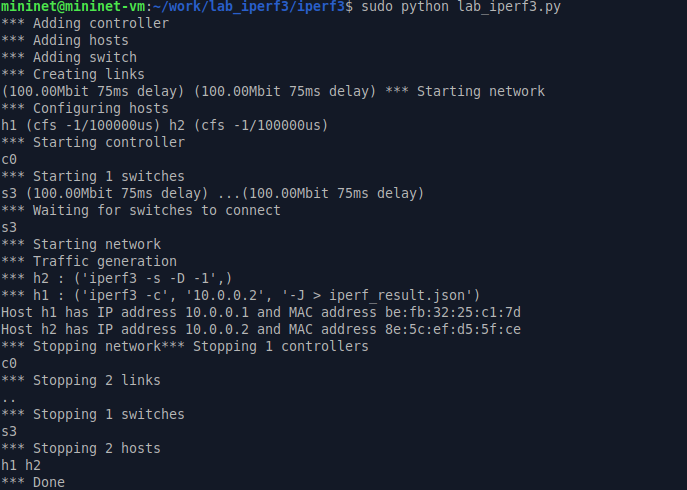 mininet@mininet-vm:~/work/lab_iperf3/iperf3$ sudo python lab_iperf3.py
*** Adding controller
*** Adding hosts
*** Adding switch
*** Creating links
(100.00Mbit 75ms delay) (100.00Mbit 75ms delay) *** Starting network
*** Configuring hosts
h1 (cfs -1/100000us) h2 (cfs -1/100000us)
*** Starting controller
c0
*** Starting 1 switches
s3 (100.00Mbit 75ms delay) ...(100.00Mbit 75ms delay)
*** Waiting for switches to connect
s3
*** Starting network
*** Traffic generation
*** h2 : ('iperf3 -s -D -1',)
*** h1 : ('iperf3 -c', '10.0.0.2', '-J > iperf_result.json')
Host h1 has IP address 10.0.0.1 and MAC address be:fb:32:25:c1:7d
Host h2 has IP address 10.0.0.2 and MAC address 8e:5c:ef:d5:5f:ce
*** Stopping network*** Stopping 1 controllers
c0
*** Stopping 2 links
..
*** Stopping 1 switches
s3
*** Stopping 2 hosts
h1 h2
*** Done